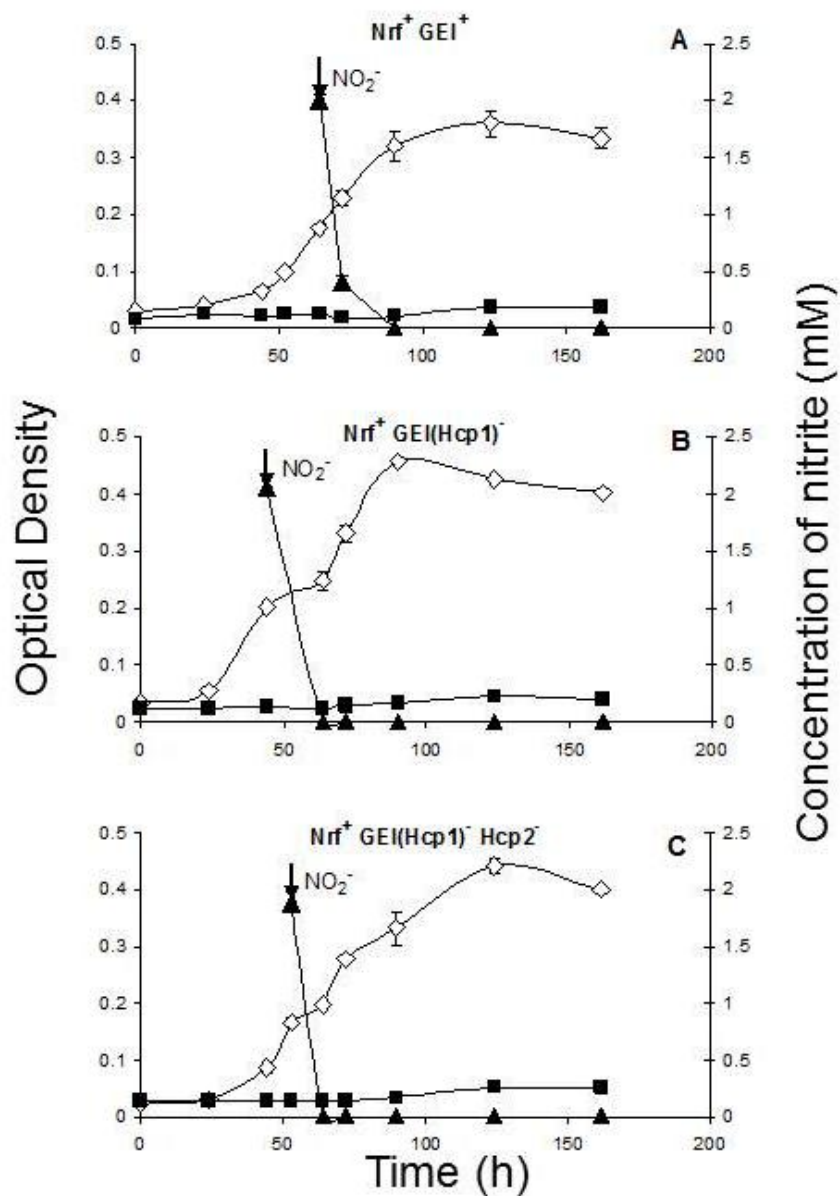 Nrf⁺ GEI⁺
A
0.5
0.4
0.3
0.2
0.1
0
2.5
2
1.5
1
0.5
0
NO₂⁻
0 50 100 150 200
Nrf⁺ GEI(Hcp1)⁻
B
0.5
0.4
0.3
0.2
0.1
0
2.5
2
1.5
1
0.5
0
NO₂⁻
0 50 100 150 200
Nrf⁺ GEI(Hcp1)⁻ Hcp2⁻
C
0.5
0.4
0.3
0.2
0.1
0
2.5
2
1.5
1
0.5
0
NO₂⁻
0 50 100 150 200
Optical Density
Concentration of nitrite (mM)
Time (h)